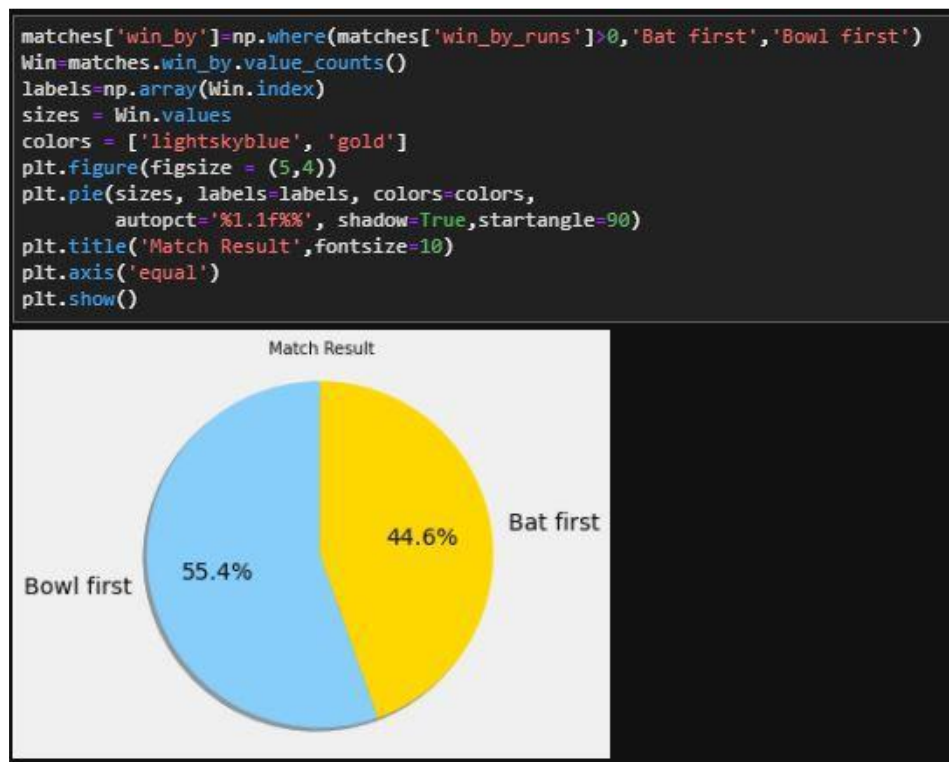 matches['win_by']=np.where(matches['win_by_runs']>0,'Bat first','Bowl first')
Win=matches.win_by.value_counts()
labels=np.array(Win.index)
sizes = Win.values
colors = ['lightskyblue', 'gold']
plt.figure(figsize = (5,4))
plt.pie(sizes, labels=labels, colors=colors,
        autopct='%1.1f%%', shadow=True,startangle=90)
plt.title('Match Result',fontsize=10)
plt.axis('equal')
plt.show()
Match Result
Bat first
44.6%
55.4%
Bowl first